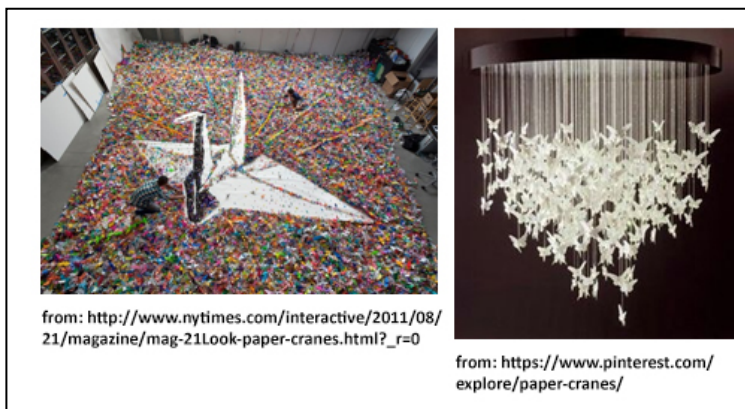 from: http://www.nytimes.com/interactive/2011/08/
21/magazine/mag-21Look-paper-cranes.html?_r=0
from: https://www.pinterest.com/
explore/paper-cranes/